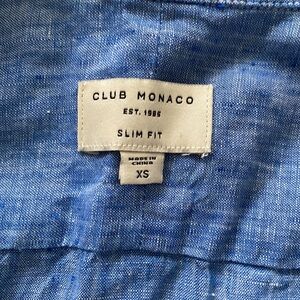 CLUB MONACO
EST. 1985
SLIM FIT
MADE IN
CHINA
XS